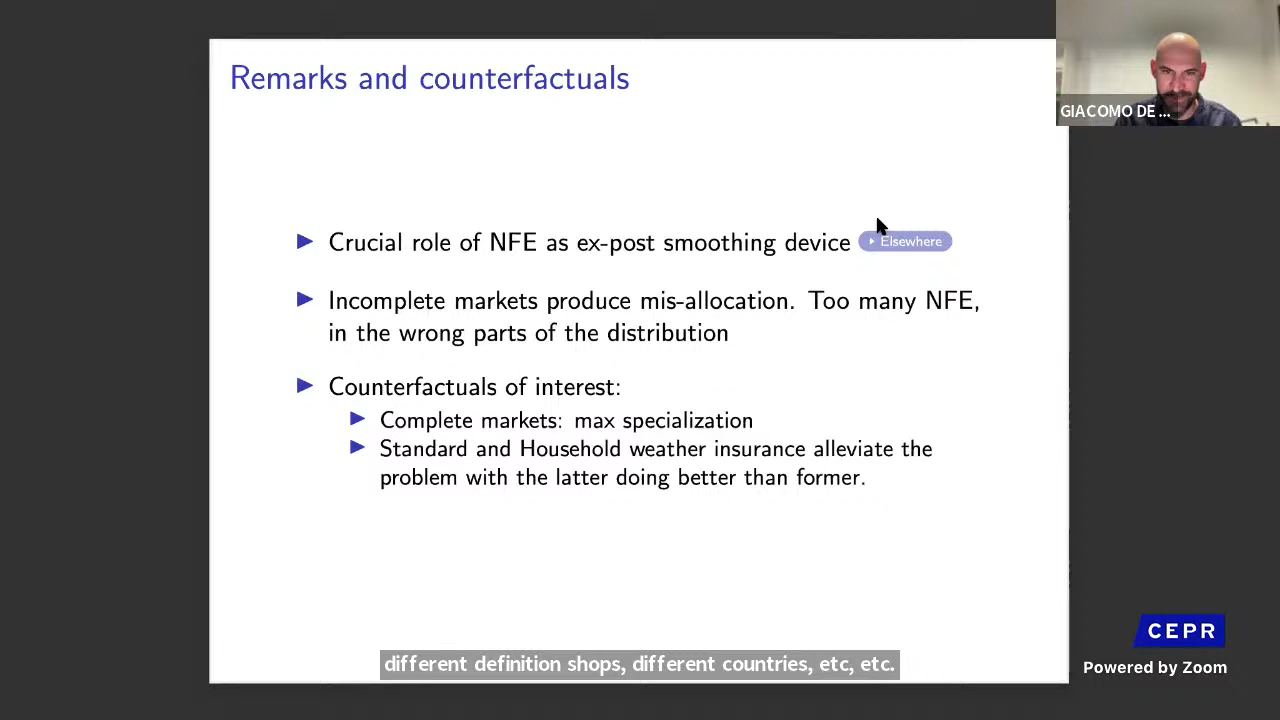 Remarks and counterfactuals
GIACOMO DE ...
Crucial role of NFE as ex-post smoothing device
Elsewhere
Incomplete markets produce mis-allocation. Too many NFE,
in the wrong parts of the distribution
Counterfactuals of interest:
Complete markets: max specialization
Standard and Household weather insurance alleviate the
problem with the latter doing better than former.
CEPR
different definition shops, different countries, etc, etc.
Powered by Zoom